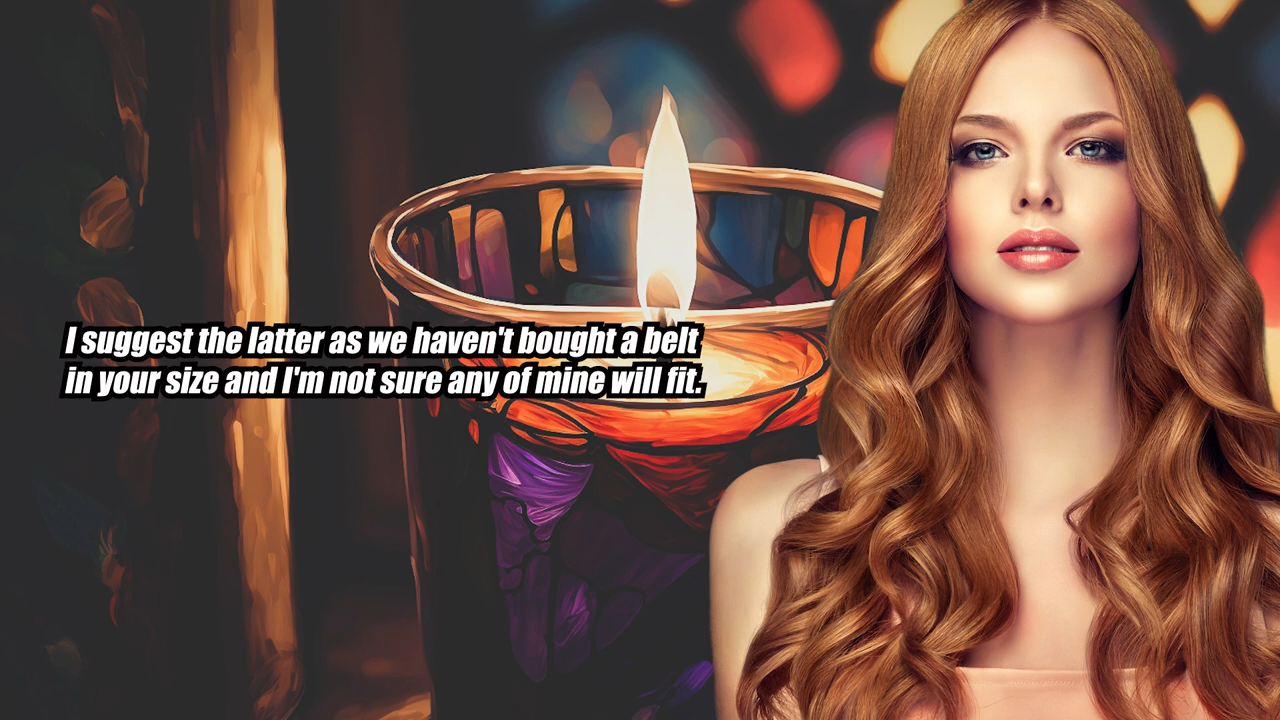 I suggest the latter as we haven't bought a belt
in your size and I'm not sure any of mine will fit.